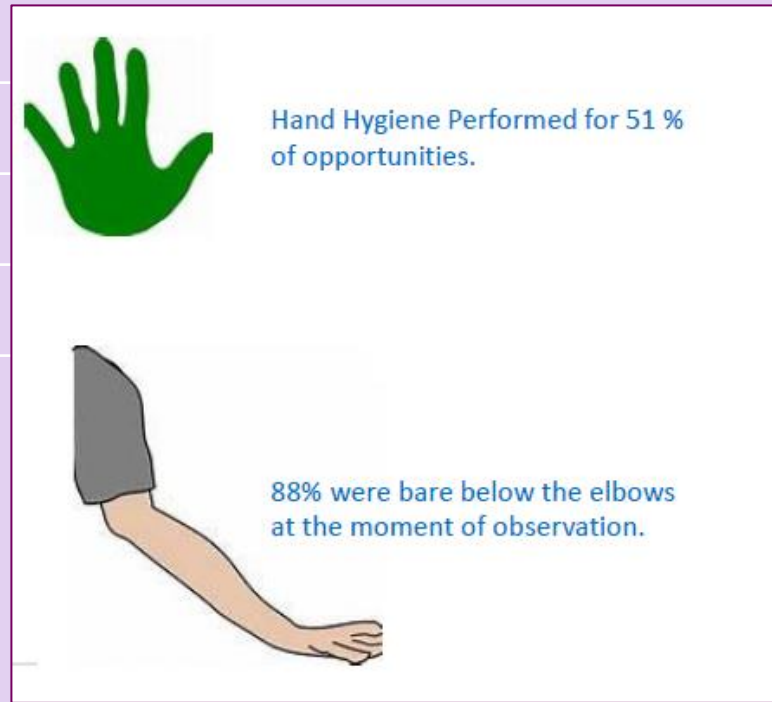 Hand Hygiene Performed for 51 %
of opportunities.
88% were bare below the elbows
at the moment of observation.